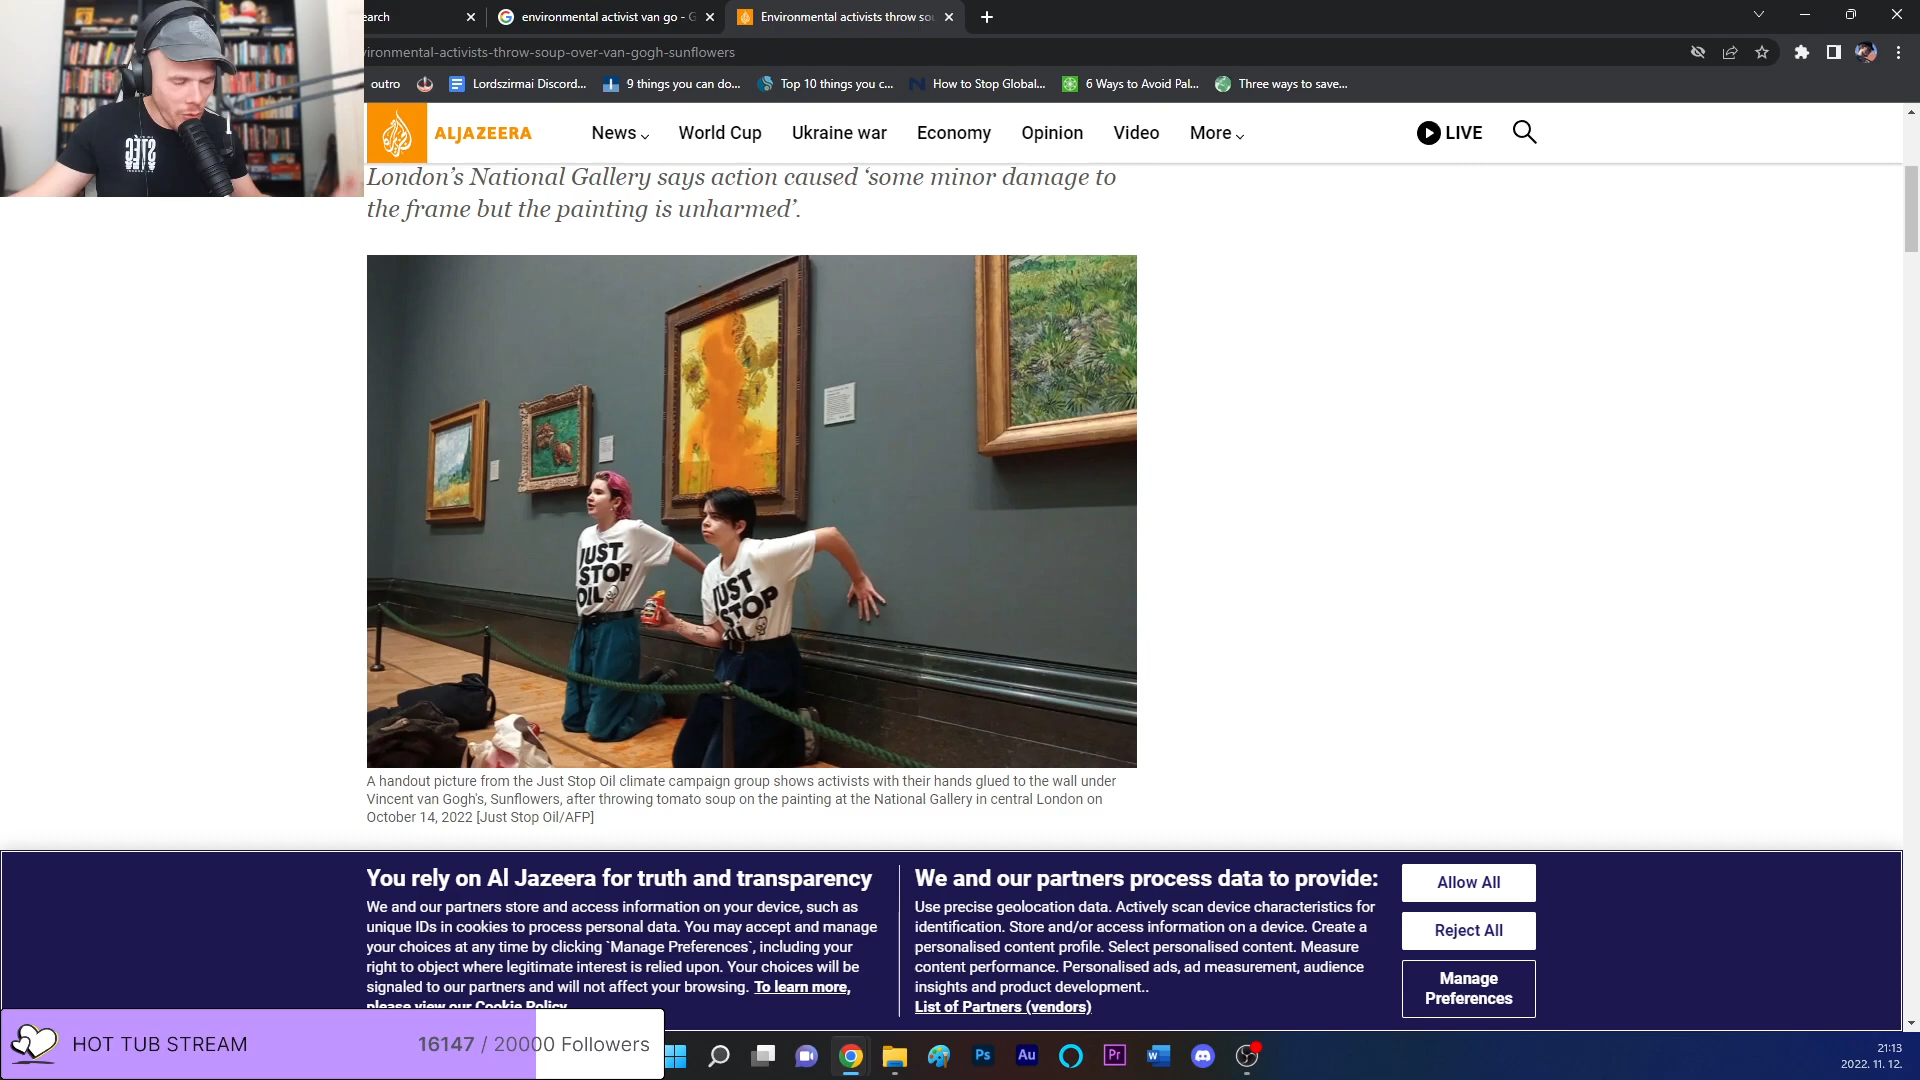 earch
environmental activist van go - G
Environmental activists throw sou
vironmental-activists-throw-soup-over-van-gogh-sunflowers
outro
Lordszirmai Discord...
9 things you can do...
Top 10 things you c...
How to Stop Global...
6 Ways to Avoid Pal...
Three ways to save...
ALJAZEERA
News
World Cup
Ukraine war
Economy
Opinion
Video
More
LIVE
London’s National Gallery says action caused ‘some minor damage to
the frame but the painting is unharmed’.
JUST
STOP
OIL
JUST
STOP
OIL
A handout picture from the Just Stop Oil climate campaign group shows activists with their hands glued to the wall under
Vincent van Gogh's, Sunflowers, after throwing tomato soup on the painting at the National Gallery in central London on
October 14, 2022 [Just Stop Oil/AFP]
You rely on Al Jazeera for truth and transparency
We and our partners store and access information on your device, such as
unique IDs in cookies to process personal data. You may accept and manage
your choices at any time by clicking `Manage Preferences`, including your
right to object where legitimate interest is relied upon. Your choices will be
signaled to our partners and will not affect your browsing. To learn more,
please view our Cookie Policy
We and our partners process data to provide:
Use precise geolocation data. Actively scan device characteristics for
identification. Store and/or access information on a device. Create a
personalised content profile. Select personalised content. Measure
content performance. Personalised ads, ad measurement, audience
insights and product development..
List of Partners (vendors)
Allow All
Reject All
Manage
Preferences
HOT TUB STREAM
16147 / 20000 Followers
Ps
Au
Pr
W
21:13
2022. 11. 12.